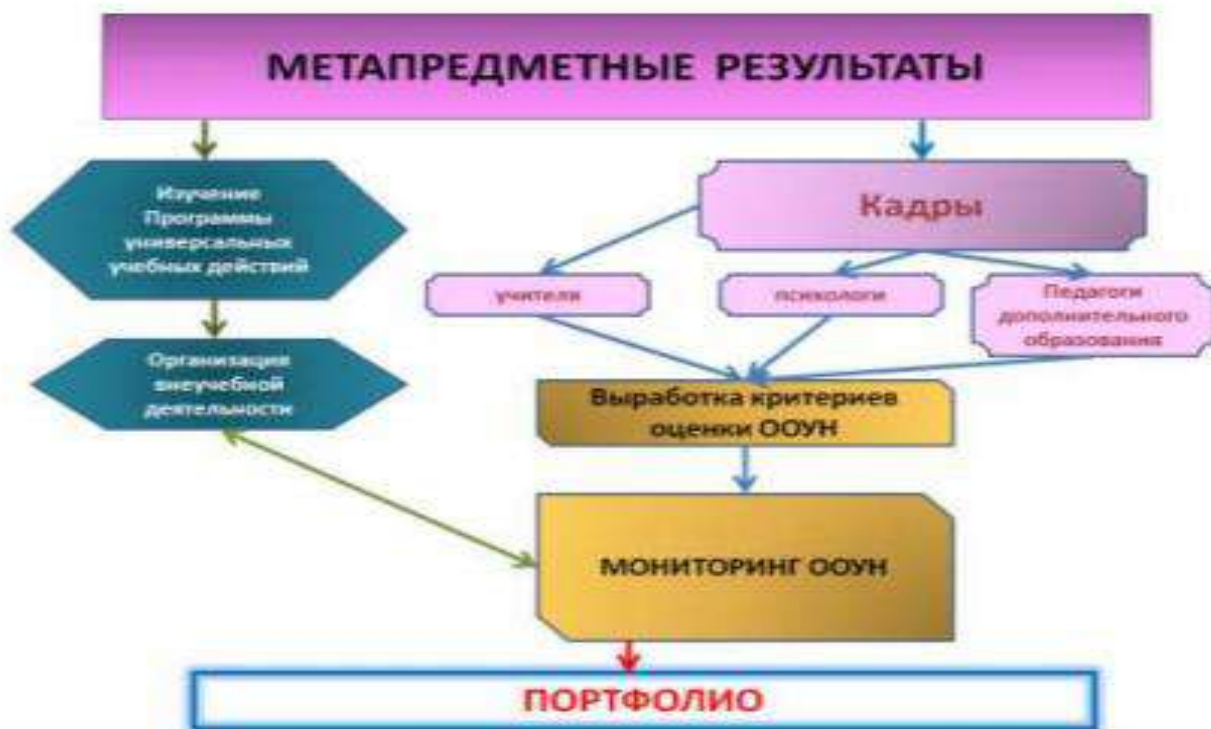 МЕТАПРЕДМЕТНЫЕ РЕЗУЛЬТАТЫ
Изучение
Программы
универсальных
учебных действий
Кадры
учителя
психологи
Педагоги
дополнительного
образования
Организация
внеучебной
деятельности
Выработка критериев
оценки ООУН
МОНИТОРИНГ ООУН
ПОРТФОЛИО